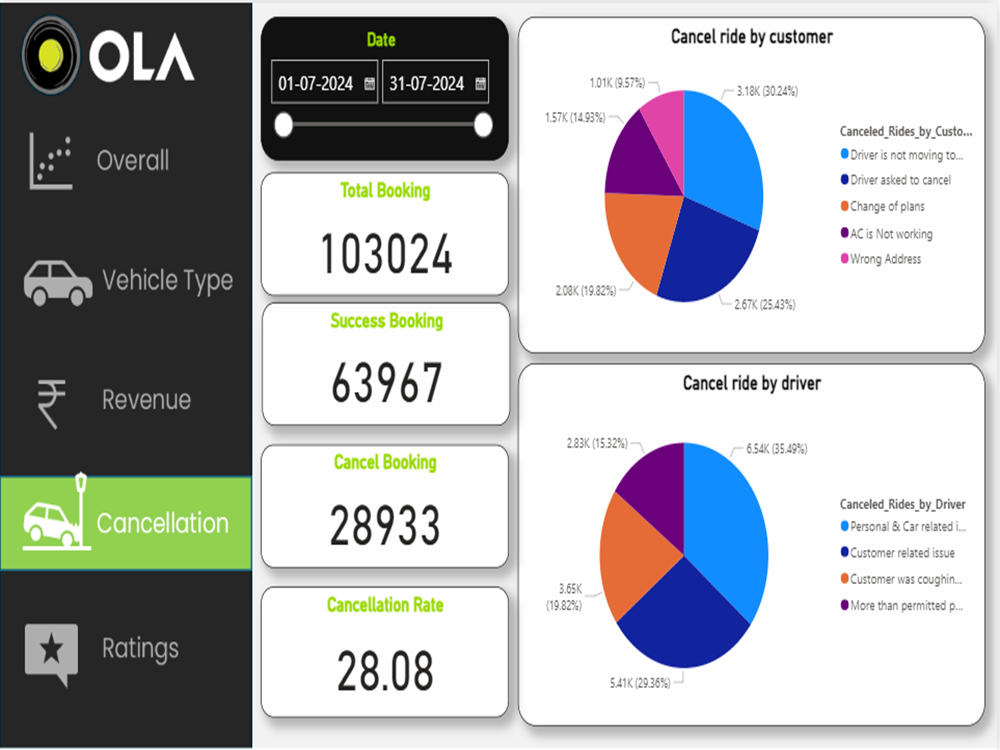 OLA
Overall
Vehicle Type
Revenue
Cancellation
Ratings
Date
01-07-2024
31-07-2024
Total Booking
103024
Success Booking
63967
Cancel Booking
28933
Cancellation Rate
28.08
Cancel ride by customer
1.01K (9.57%)
3.18K (30.24%)
1.57K (14.93%)
2.08K (19.82%)
2.67K (25.43%)
Canceled_Rides_by_Custo...
Driver is not moving to...
Driver asked to cancel
Change of plans
AC is Not working
Wrong Address
Cancel ride by driver
2.83K (15.32%)
6.54K (35.49%)
3.65K
(19.82%)
5.41K (29.36%)
Canceled_Rides_by_Driver
Personal & Car related i...
Customer related issue
Customer was coughin...
More than permitted p...